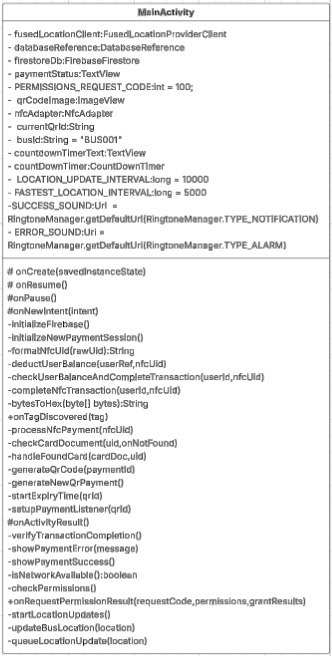 MainActivity
- fusedLocationClient:FusedLocationProviderClient
- databaseReference:DatabaseReference
- firestoreDb:FirebaseFirestore
- paymentStatus:TextView
- PERMISSIONS_REQUEST_CODE:int = 100;
- qrCodeImage:ImageView
- nfcAdapter:NfcAdapter
- currentQrId:String
- busId:String = "BUS001"
- countdownTimerText:TextView
- countDownTimer:CountDownTimer
- LOCATION_UPDATE_INTERVAL:long = 10000
- FASTEST_LOCATION_INTERVAL:long = 5000
-SUCCESS_SOUND:Uri =
RingtoneManager.getDefaultUri(RingtoneManager.TYPE_NOTIFICATION)
- ERROR_SOUND:Uri =
RingtoneManager.getDefaultUri(RingtoneManager.TYPE_ALARM)
# onCreate(savedInstanceState)
# onResume()
#onPause()
#onNewIntent(intent)
-initializeFirebase()
-initializeNewPaymentSession()
-formatNfcUid(rawUid):String
-deductUserBalance(userRef,nfcUid)
-checkUserBalanceAndCompleteTransaction(userId,nfcUid)
-completeNfcTransaction(userId,nfcUid)
-bytesToHex(byte[] bytes):String
+onTagDiscovered(tag)
-processNfcPayment(nfcUid)
-checkCardDocument(uid,onNotFound)
-handleFoundCard(cardDoc,uid)
-generateQrCode(paymentId)
-generateNewQrPayment()
-startExpiryTime(qrId)
-setupPaymentListener(qrId)
#onActivityResult()
-verifyTransactionCompletion()
-showPaymentError(message)
-showPaymentSuccess()
-isNetworkAvailable():boolean
-checkPermissions()
+onRequestPermissionResult(requestCode,permissions,grantResults)
-startLocationUpdates()
-updateBusLocation(location)
-queueLocationUpdate(location)